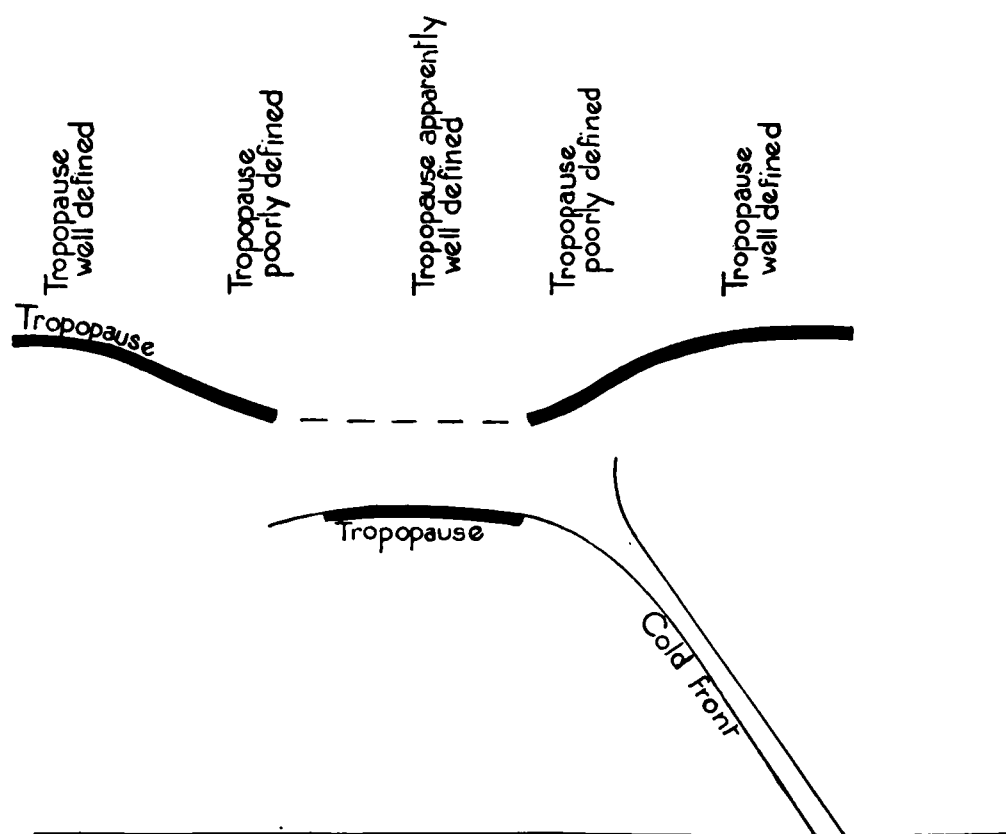 Tropopause
well defined
Tropopause
poorly defined
Tropopause apparently
well defined
Tropopause
poorly defined
Tropopause
well defined
Tropopause
Tropopause
Cold Front